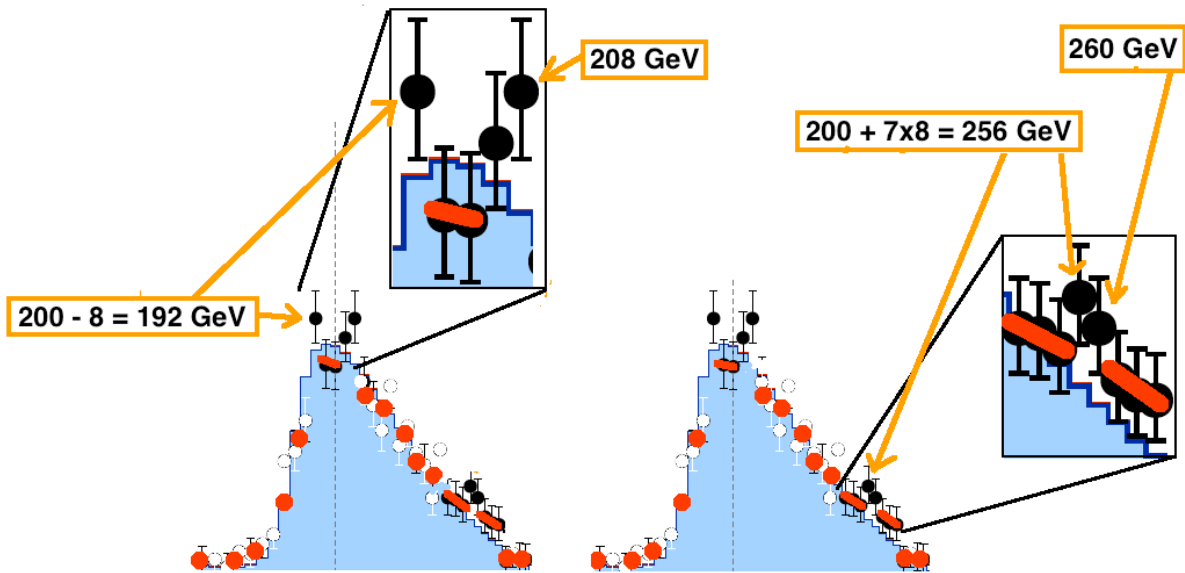 208 GeV
260 GeV
200 + 7x8 = 256 GeV
200 - 8 = 192 GeV